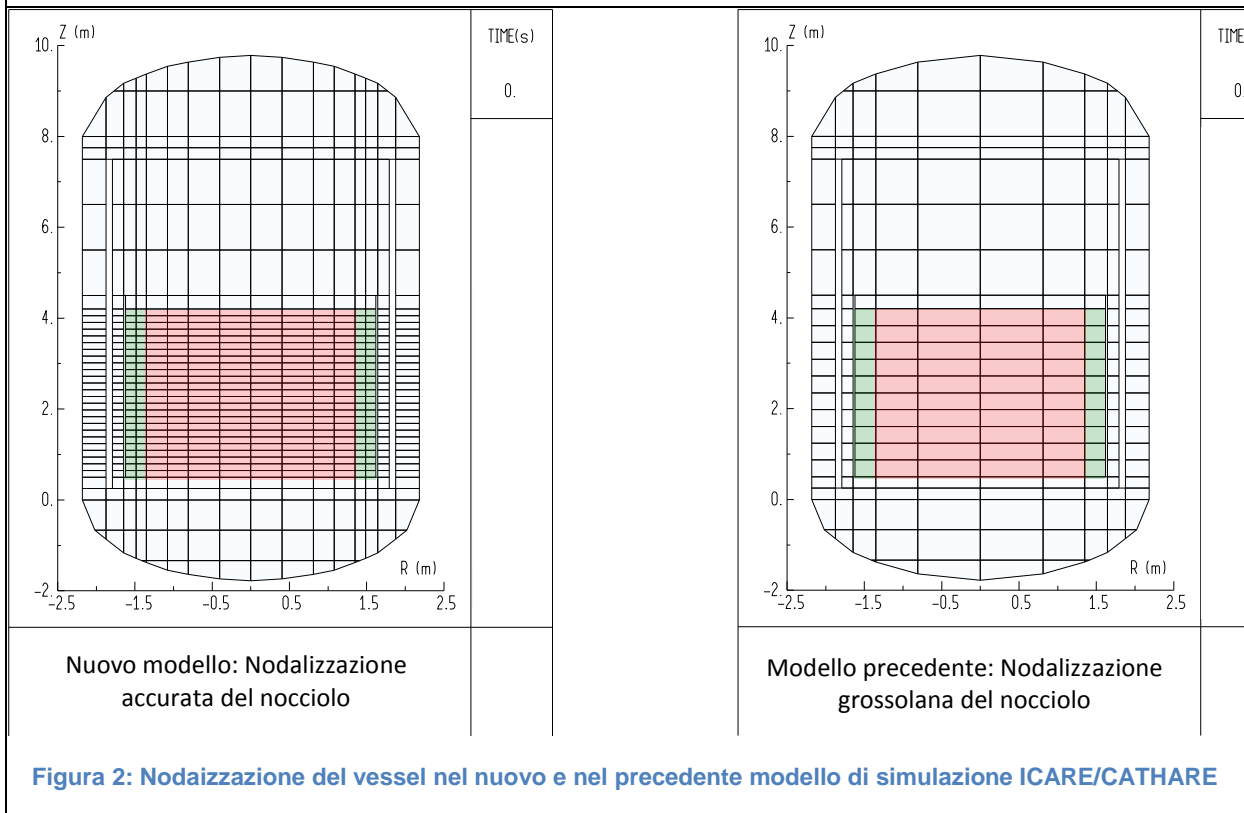 Z (m)
TIME(s)
0.
10.
8.
6.
4.
2.
0.
-2.
R (m)
-2.5 -1.5 -0.5 0.5 1.5 2.5
Nuovo modello: Nodalizzazione
accurata del nocciolo
Z (m)
TIME
0.
10.
8.
6.
4.
2.
0.
-2.
R (m)
-2.5 -1.5 -0.5 0.5 1.5 2.5
Modello precedente: Nodalizzazione
grossolana del nocciolo
Figura 2: Nodaizzazione del vessel nel nuovo e nel precedente modello di simulazione ICARE/CATHARE